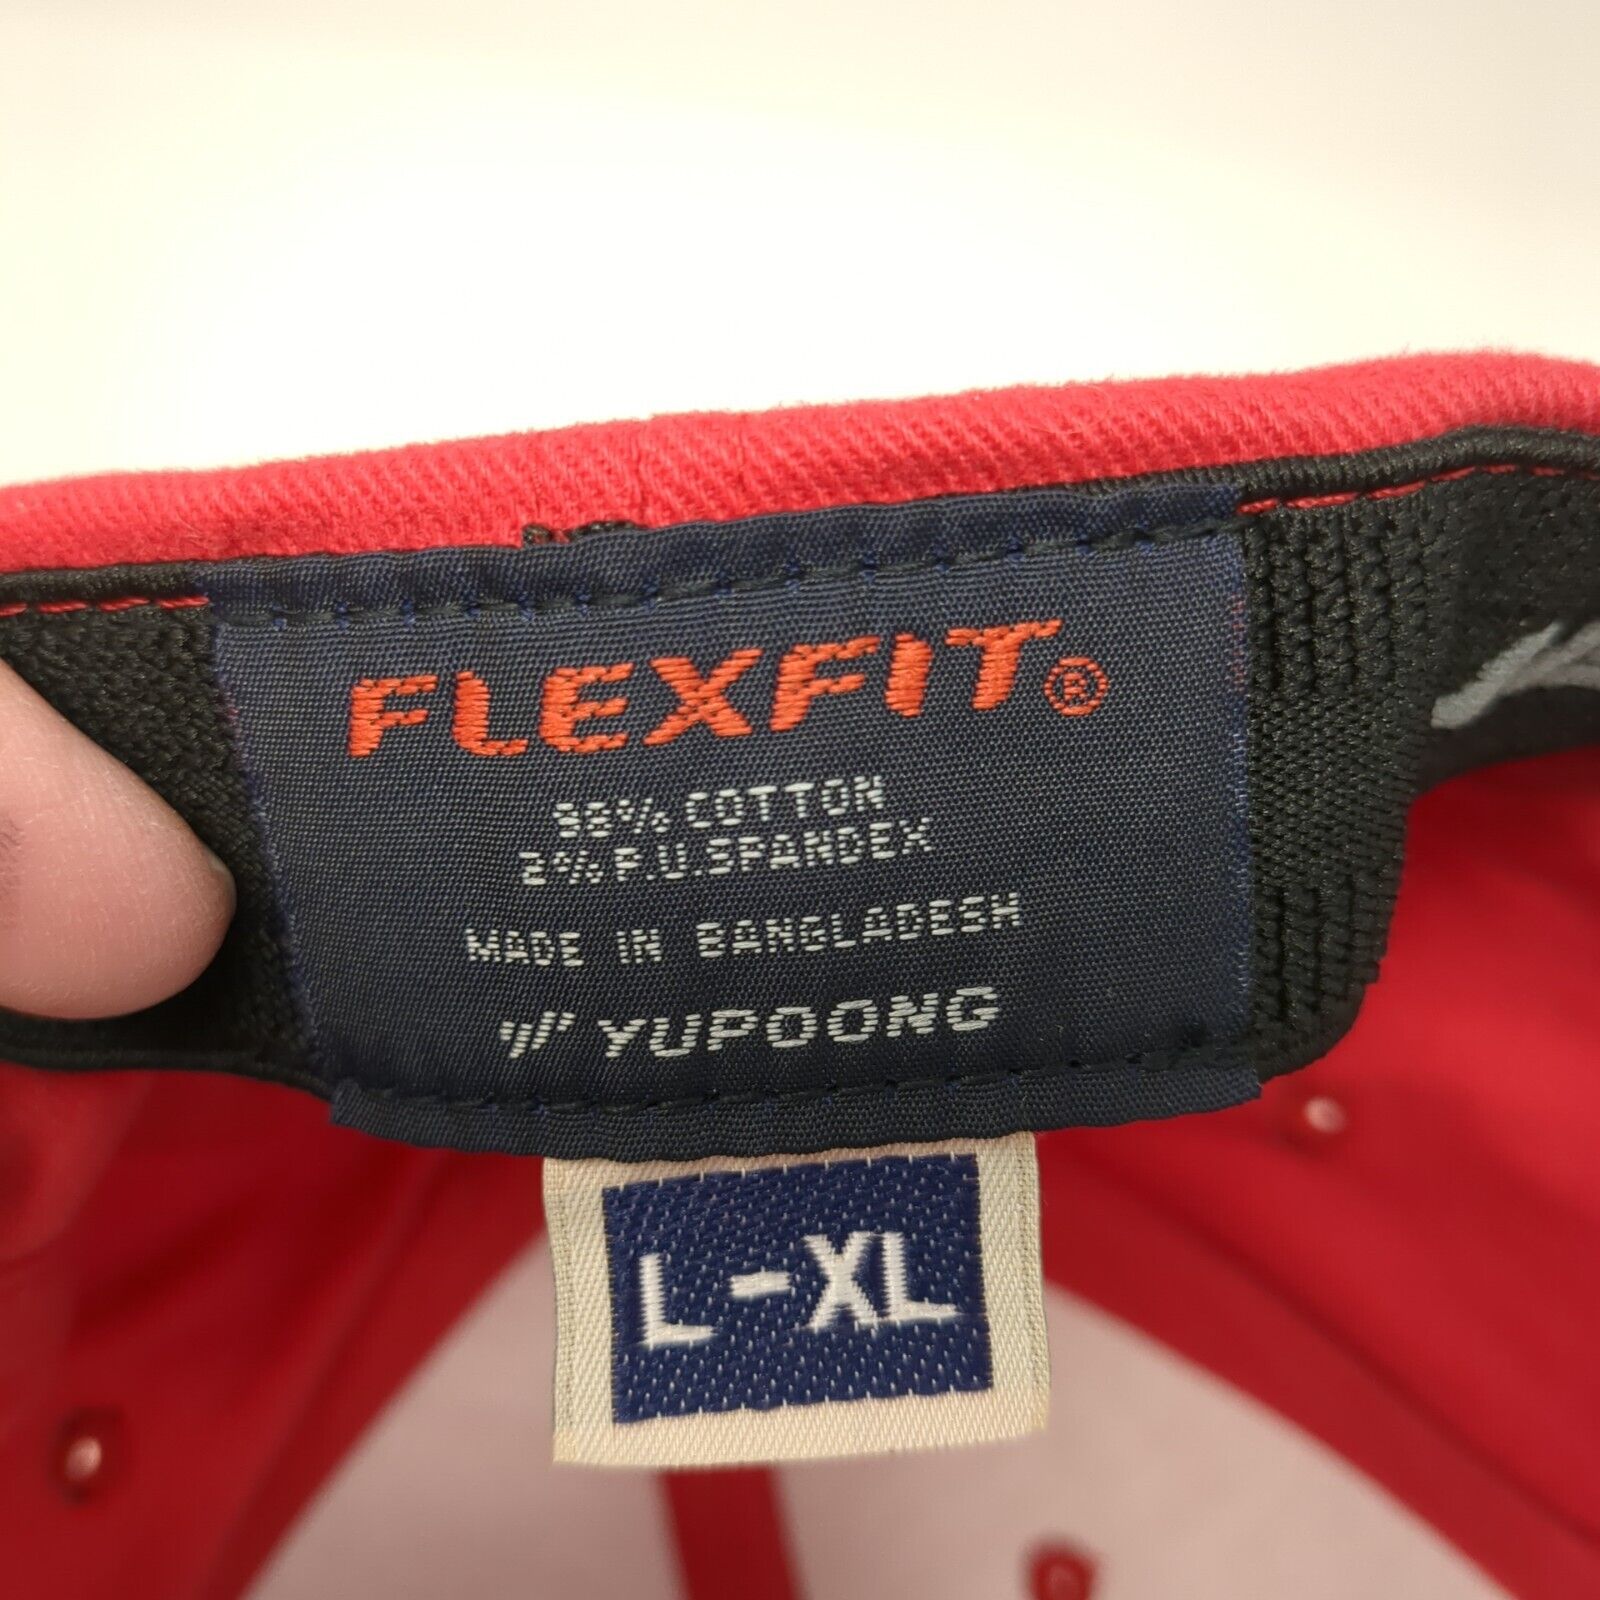 FLEXFIT®
98% COTTON
2% P.U.SPANDEX
MADE IN BANGLADESH
YUPOONG
L-XL